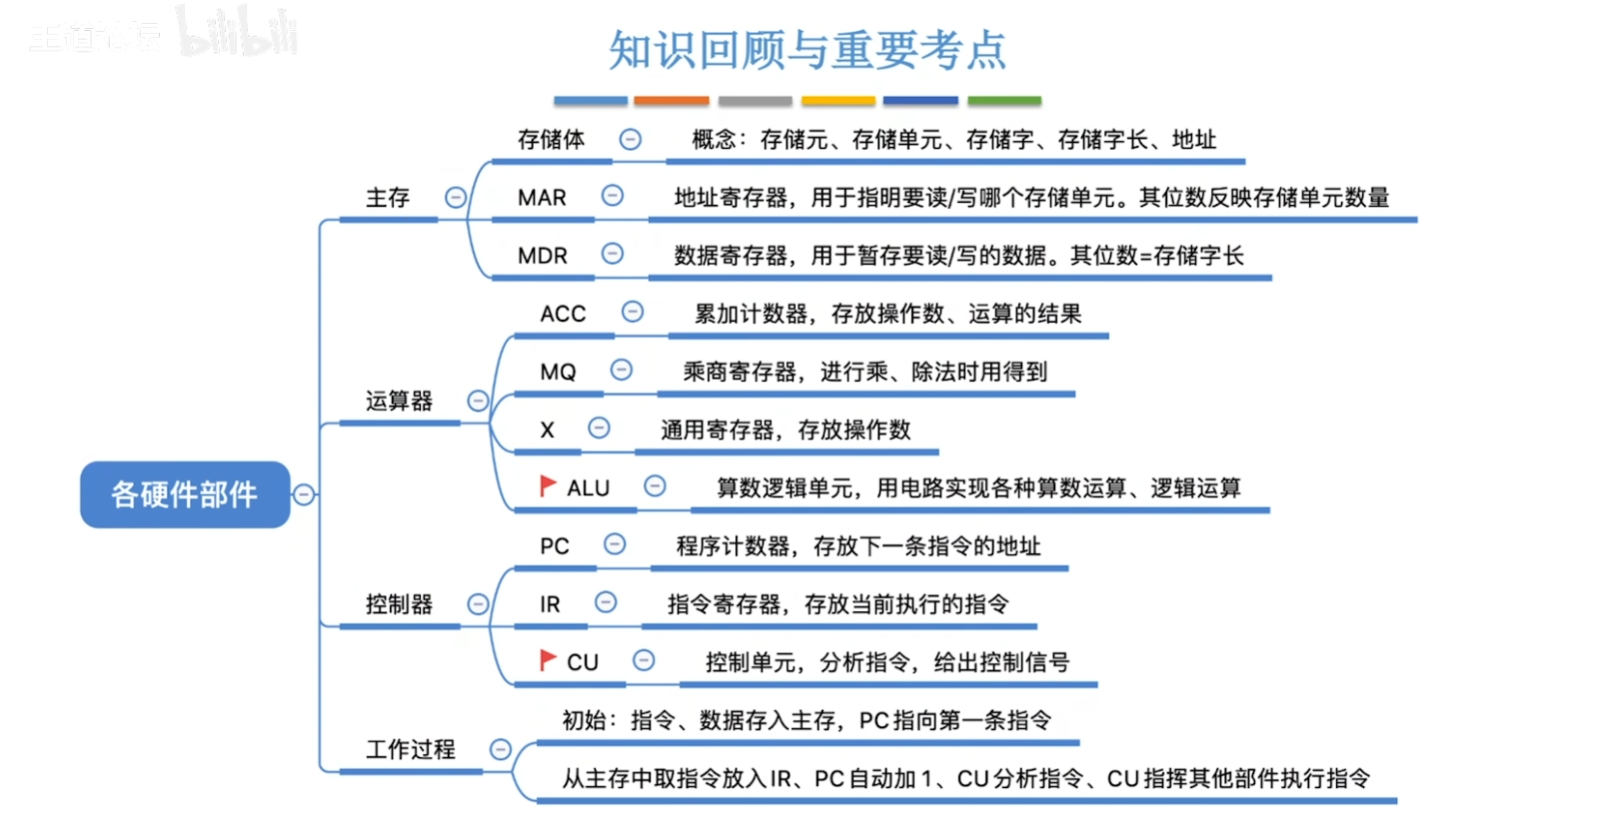 王道论坛 bilibili
知识回顾与重要考点
存储体
概念：存储元、存储单元、存储字、存储字长、地址
主存
MAR
地址寄存器，用于指明要读/写哪个存储单元。其位数反映存储单元数量
MDR
数据寄存器，用于暂存要读/写的数据。其位数=存储字长
ACC
累加计数器，存放操作数、运算的结果
MQ
乘商寄存器，进行乘、除法时用得到
运算器
X
通用寄存器，存放操作数
ALU
算数逻辑单元，用电路实现各种算数运算、逻辑运算
各硬件部件
PC
程序计数器，存放下一条指令的地址
控制器
IR
指令寄存器，存放当前执行的指令
CU
控制单元，分析指令，给出控制信号
工作过程
初始：指令、数据存入主存，PC指向第一条指令
从主存中取指令放入IR、PC自动加1、CU分析指令、CU指挥其他部件执行指令